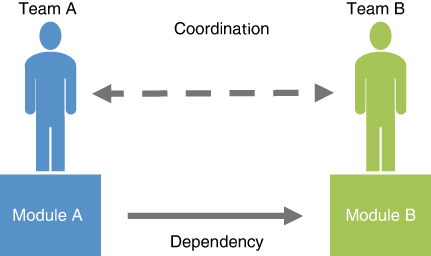 Team A
Team B
Coordination
Module A
Module B
Dependency